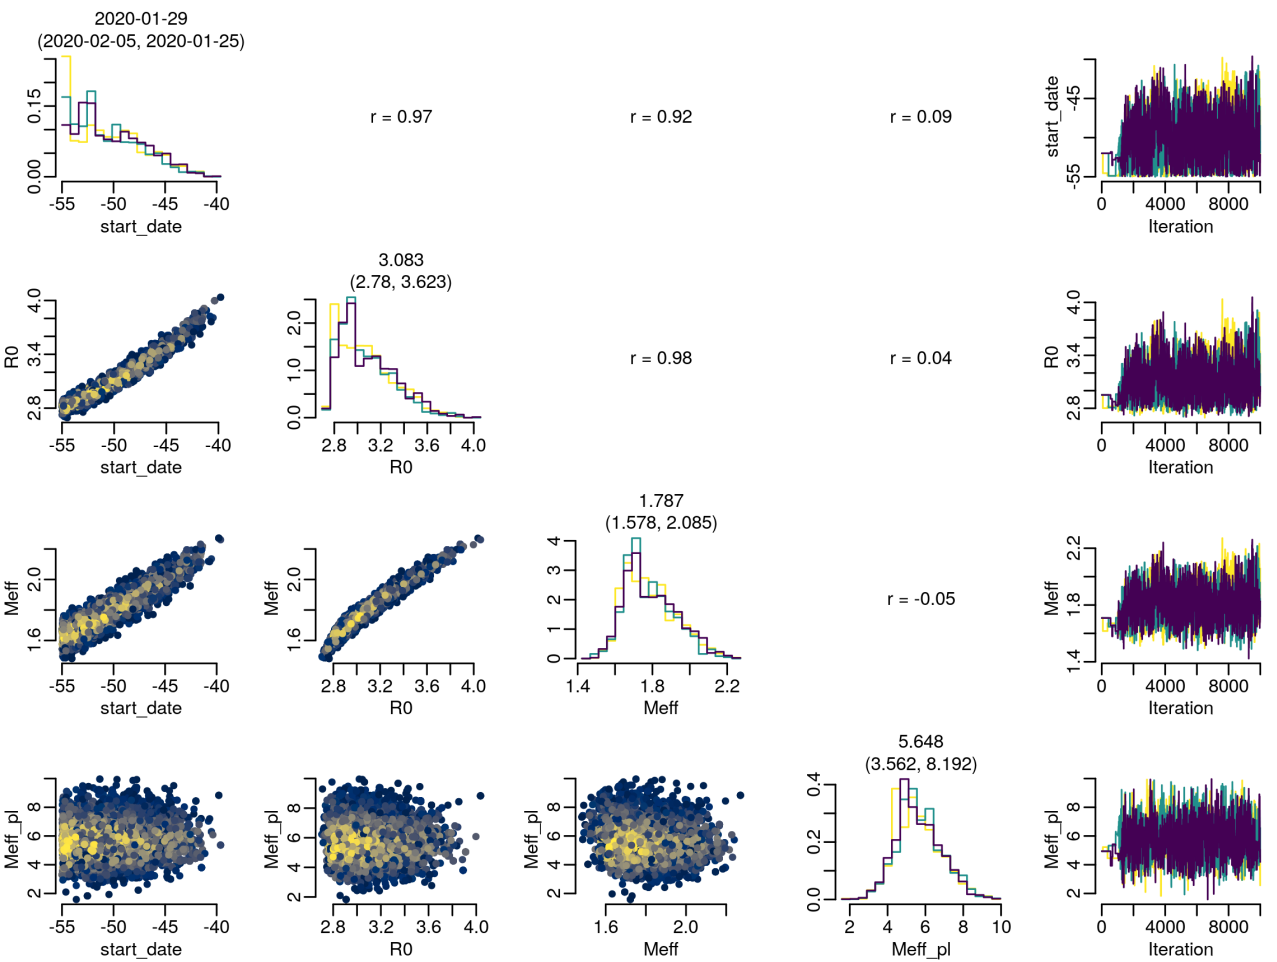 2020-01-29
(2020-02-05, 2020-01-25)
0.00 0.15
-55 -50 -45 -40
start_date
r = 0.97
r = 0.92
r = 0.09
start_date
-55 -45
0 4000 8000
Iteration
3.083
(2.78, 3.623)
R0
2.8 3.4 4.0
-55 -50 -45 -40
start_date
0.0 1.0 2.0
2.8 3.2 3.6 4.0
R0
r = 0.98
r = 0.04
R0
2.8 3.4 4.0
0 4000 8000
Iteration
1.787
(1.578, 2.085)
Meff
1.6 2.0
-55 -50 -45 -40
start_date
Meff
1.6 2.0
2.8 3.2 3.6 4.0
R0
0 1 2 3 4
1.4 1.8 2.2
Meff
r = -0.05
Meff
1.4 1.8 2.2
0 4000 8000
Iteration
5.648
(3.562, 8.192)
Meff_pl
2 4 6 8
-55 -50 -45 -40
start_date
Meff_pl
2 4 6 8
2.8 3.2 3.6 4.0
R0
Meff_pl
2 4 6 8
1.6 2.0
Meff
0.0 0.2 0.4
2 4 6 8 10
Meff_pl
Meff_pl
2 4 6 8
0 4000 8000
Iteration